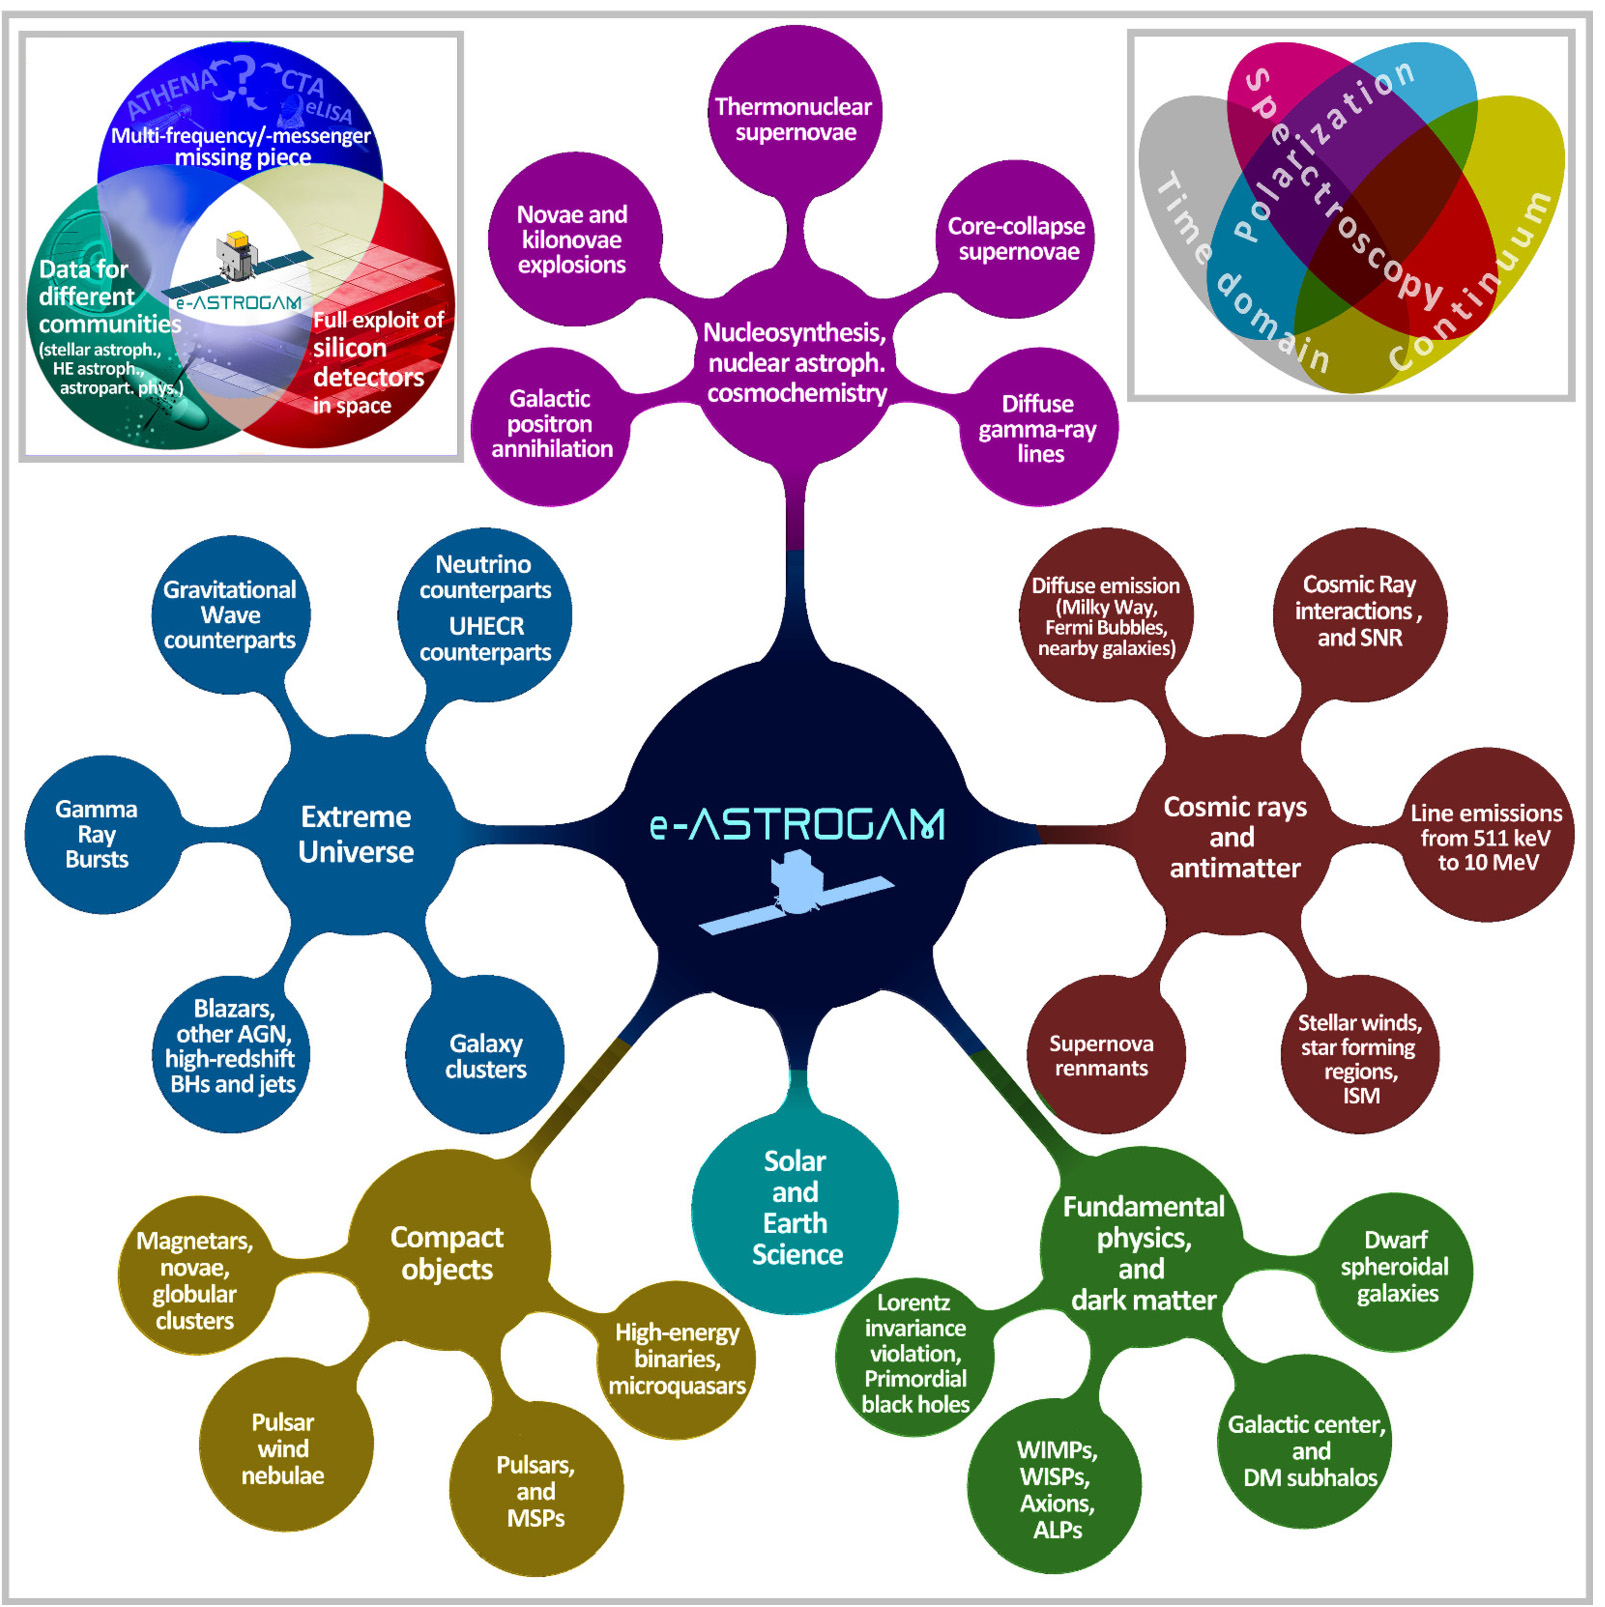 ATHENA ? CTA
eLISA
Multi-frequency/-messenger
missing piece
Data for
different
communities
(stellar astroph.,
HE astroph.,
astropart. phys.)
e-ASTROGAM
Full exploit of
silicon
detectors
in space
Thermonuclear
supernovae
Novae and
kilonovae
explosions
Core-collapse
supernovae
Nucleosynthesis,
nuclear astroph.
cosmochemistry
Galactic
positron
annihilation
Diffuse
gamma-ray
lines
Time domain
Spectroscopy
Polarization
Continuum
Gravitational
Wave
counterparts
Neutrino
counterparts
UHECR
counterparts
Gamma
Ray
Bursts
Extreme
Universe
Blazars,
other AGN,
high-redshift
BHs and jets
Galaxy
clusters
e-ASTROGAM
Diffuse emission
(Milky Way,
Fermi Bubbles,
nearby galaxies)
Cosmic Ray
interactions ,
and SNR
Cosmic rays
and
antimatter
Line emissions
from 511 keV
to 10 MeV
Supernova
renmants
Stellar winds,
star forming
regions,
ISM
Compact
objects
Magnetars,
novae,
globular
clusters
Pulsar
wind
nebulae
Pulsars,
and
MSPs
High-energy
binaries,
microquasars
Solar
and
Earth
Science
Fundamental
physics,
and
dark matter
Lorentz
invariance
violation,
Primordial
black holes
WIMPs,
WISPs,
Axions,
ALPs
Galactic center,
and
DM subhalos
Dwarf
spheroidal
galaxies